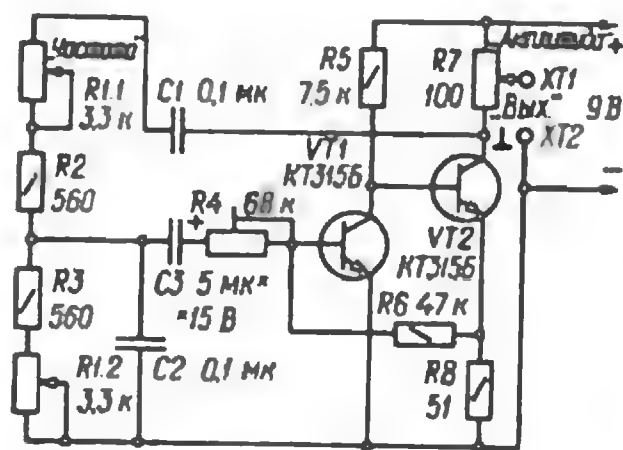 Частота
R1.1
3,3 к
C1 0,1 мк
R2
560
R3
560
R1.2
3,3 к
R4 68 к
C3 5 мк×
×15 В
C2 0,1 мк
R5
7,5 к
VT1
КТ315Б
R7
100
+
XT1
„Вых"
9 В
⊥
XT2
–
VT2
КТ315Б
R6 47 к
R8
51
+